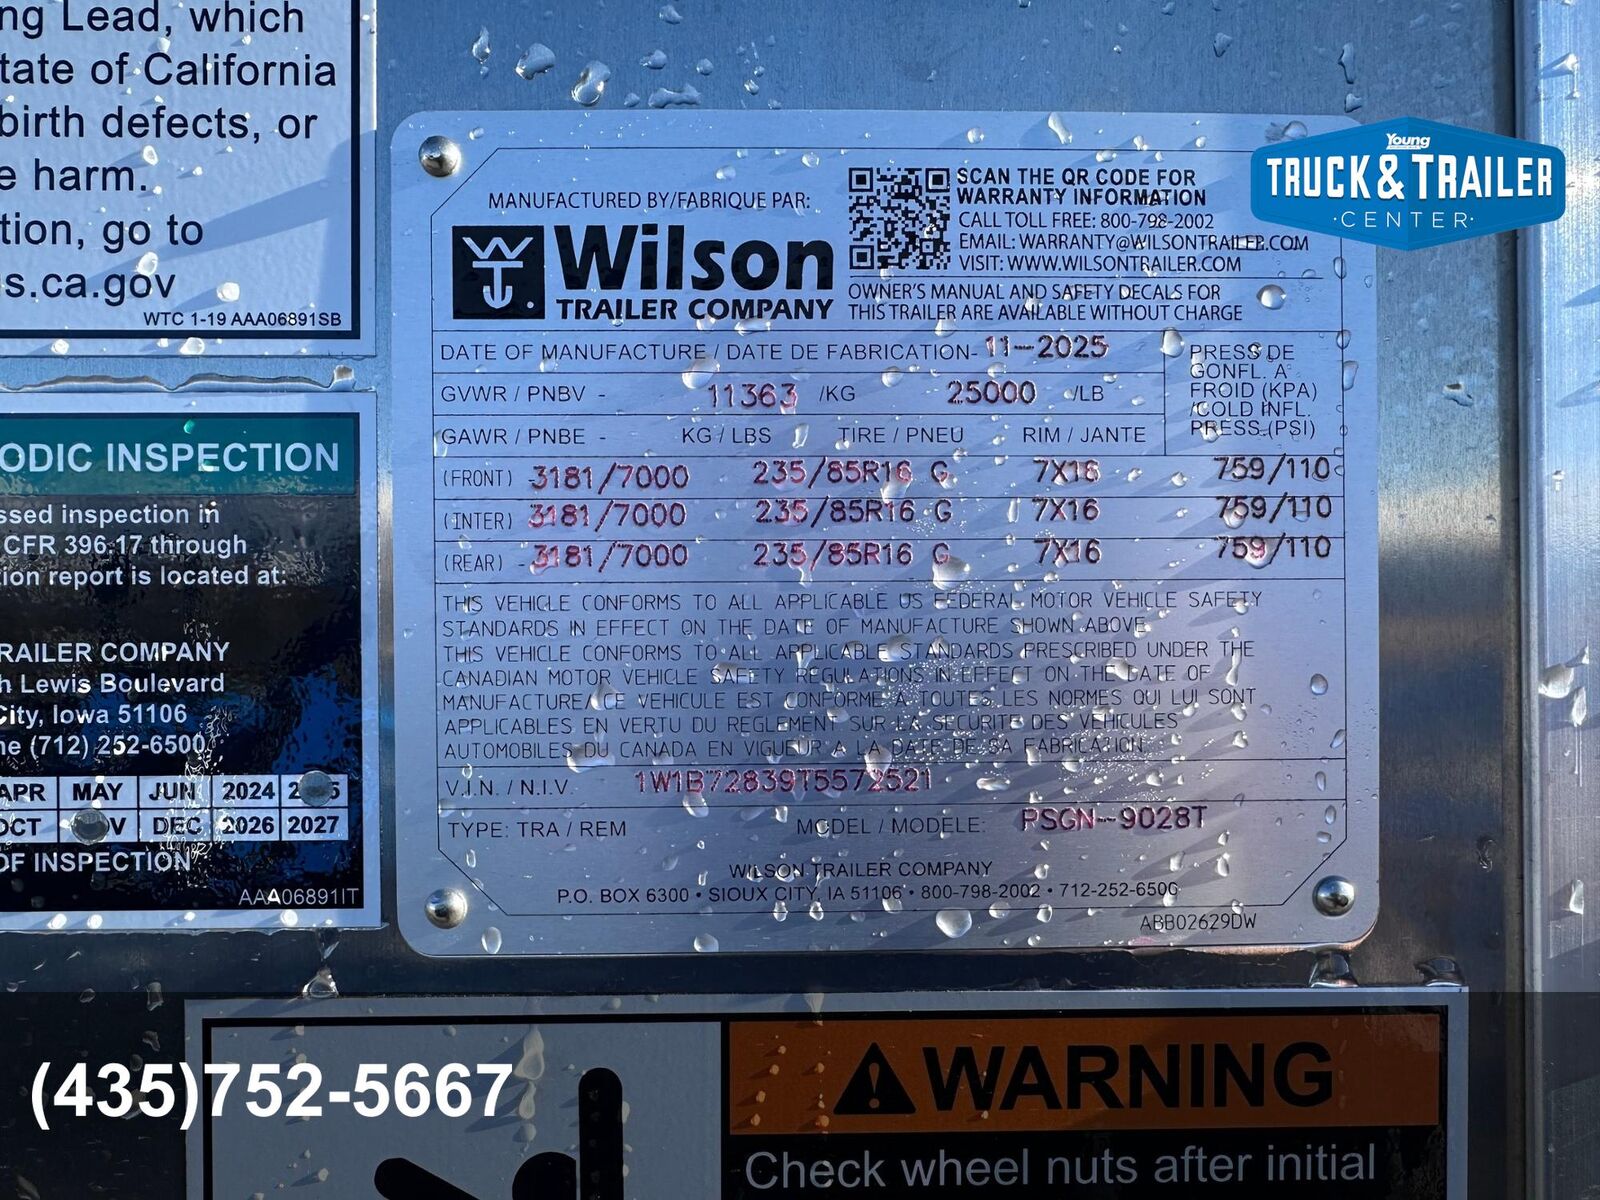 ng Lead, which
tate of California
birth defects, or
e harm.
tion, go to
s.ca.gov
WTC 1-19 AAA06891SB
ODIC INSPECTION
ssed inspection in
CFR 396.17 through
tion report is located at:
RAILER COMPANY
h Lewis Boulevard
City, Iowa 51106
ne (712) 252-6500
APR MAY JUN 2024
OCT DEC 2026 2027
OF INSPECTION
AAA06891IT
MANUFACTURED BY/FABRIQUE PAR:
Wilson
TRAILER COMPANY
SCAN THE QR CODE FOR
WARRANTY INFORMATION
CALL TOLL FREE: 800-798-2002
EMAIL: WARRANTY@WILSONTRAILER.COM
VISIT: WWW.WILSONTRAILER.COM
OWNER'S MANUAL AND SAFETY DECALS FOR
THIS TRAILER ARE AVAILABLE WITHOUT CHARGE
DATE OF MANUFACTURE / DATE DE FABRICATION- 11-2025
GVWR / PNBV - 11363 /KG 25000 /LB
PRESS DE
GONFL. A
FROID (KPA)
/COLD INFL.
PRESS.(PSI)
GAWR / PNBE - KG / LBS TIRE / PNEU RIM / JANTE
(FRONT) - 3181/7000 235/85R16 G 7X16 759/110
(INTER) - 3181/7000 235/85R16 G 7X16 759/110
(REAR) - 3181/7000 235/85R16 G 7X16 759/110
THIS VEHICLE CONFORMS TO ALL APPLICABLE US FEDERAL MOTOR VEHICLE SAFETY
STANDARDS IN EFFECT ON THE DATE OF MANUFACTURE SHOWN ABOVE
THIS VEHICLE CONFORMS TO ALL APPLICABLE STANDARDS PRESCRIBED UNDER THE
CANADIAN MOTOR VEHICLE SAFETY REGULATIONS IN EFFECT ON THE DATE OF
MANUFACTURE/CE VEHICULE EST CONFORME A TOUTES LES NORMES QUI LUI SONT
APPLICABLES EN VERTU DU REGLEMENT SUR LA SECURITE DES VEHICULES
AUTOMOBILES DU CANADA EN VIGUEUR A LA DATE DE SA FABRICATION
V.I.N. / N.I.V. 1W1B72839T5572521
TYPE: TRA / REM MODEL / MODELE: PSGN-9028T
WILSON TRAILER COMPANY
P.O. BOX 6300 • SIOUX CITY, IA 51106 • 800-798-2002 • 712-252-6500
ABB02629DW
Young
TRUCK & TRAILER
·CENTER·
(435)752-5667
WARNING
Check wheel nuts after initial